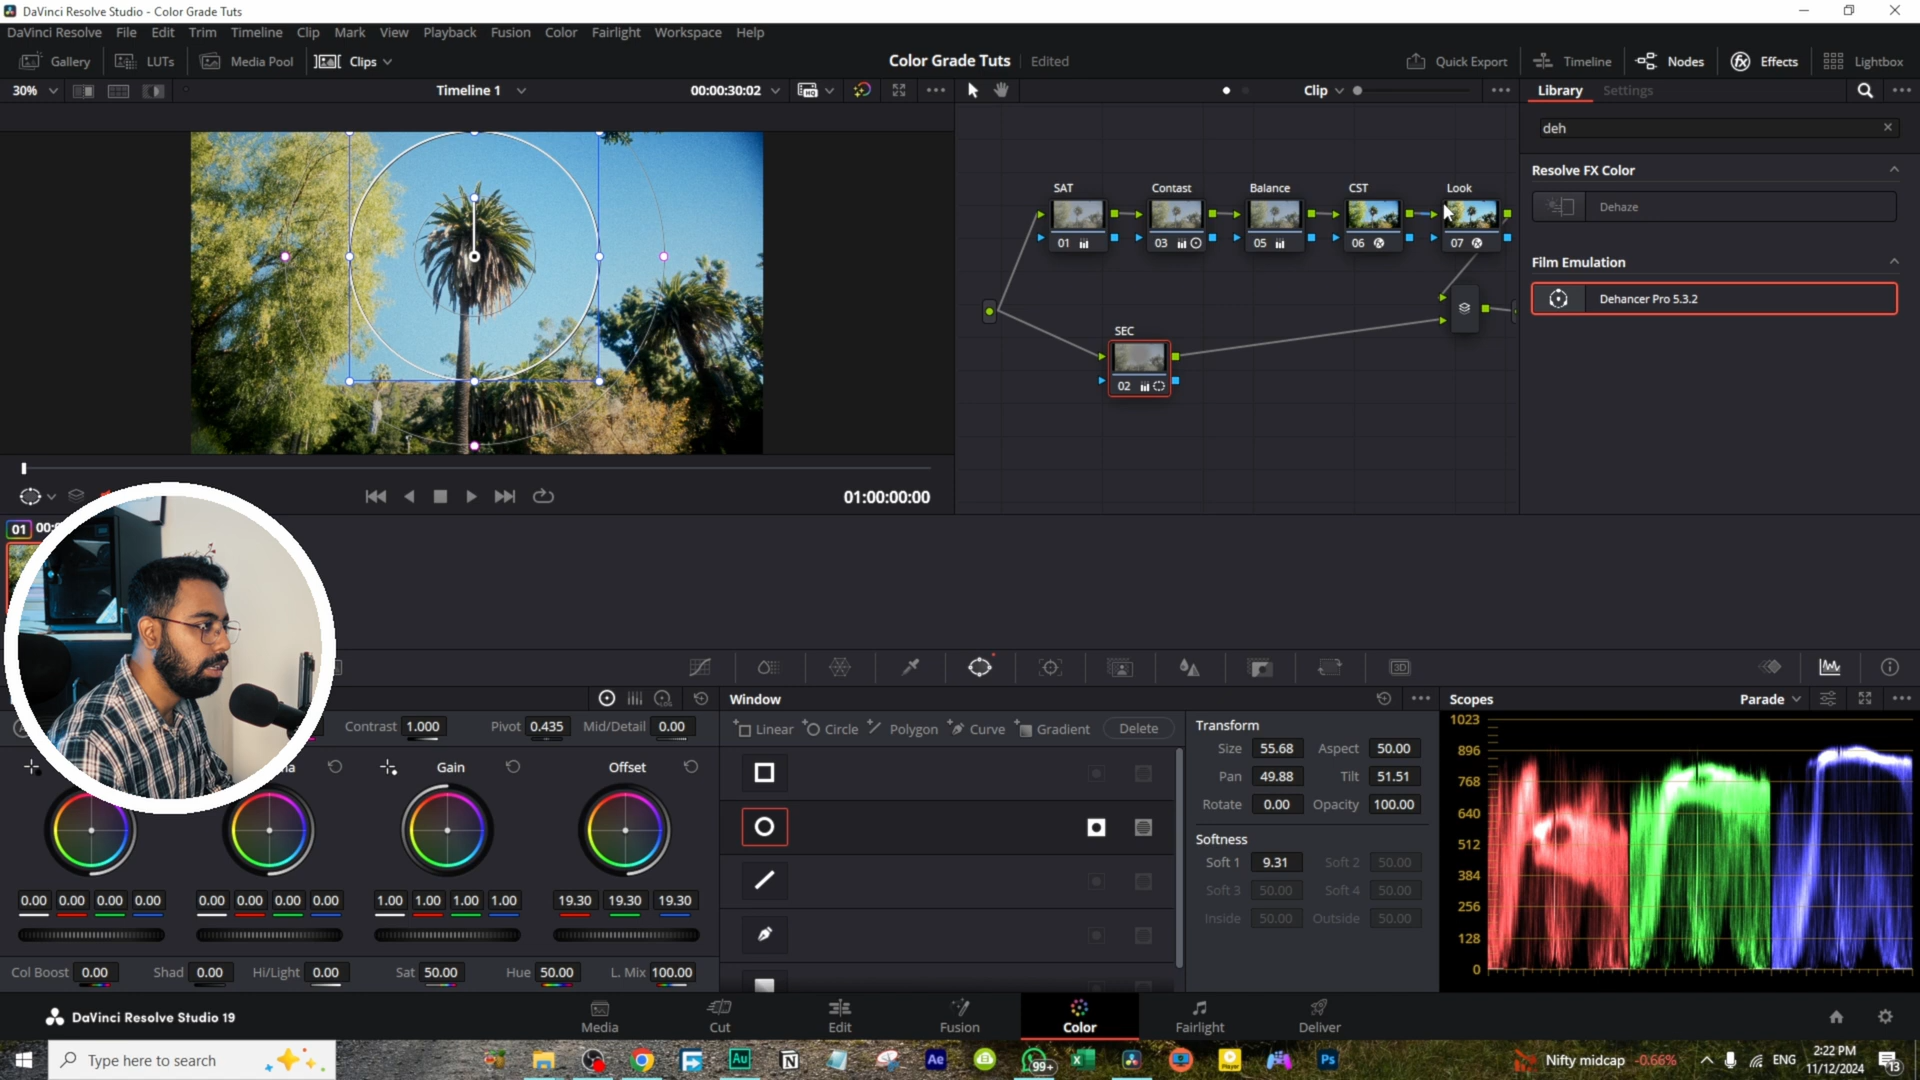 DaVinci Resolve Studio - Color Grade Tuts
DaVinci Resolve File Edit Trim Timeline Clip Mark View Playback Fusion Color Fairlight Workspace Help
Gallery LUTs Media Pool Clips Color Grade Tuts Edited Quick Export Timeline Nodes Effects Lightbox
30% Timeline 1 00:00:30:02 Clip Library Settings
deh
Resolve FX Color
Dehaze
Film Emulation
Dehancer Pro 5.3.2
SAT Contast Balance CST Look
01 03 05 06 07
SEC
02
01:00:00:00
01
Window
Scopes Parade
Contrast 1.000 Pivot 0.435 Mid/Detail 0.00
Linear Circle Polygon Curve Gradient Delete
Gain Offset
0.00 0.00 0.00 0.00 0.00 0.00 0.00 0.00 1.00 1.00 1.00 1.00 19.30 19.30 19.30
Col Boost 0.00 Shad 0.00 Hi/Light 0.00 Sat 50.00 Hue 50.00 L. Mix 100.00
Transform
Size 55.68 Aspect 50.00
Pan 49.88 Tilt 51.51
Rotate 0.00 Opacity 100.00
Softness
Soft 1 9.31 Soft 2 50.00
Soft 3 50.00 Soft 4 50.00
Inside 50.00 Outside 50.00
1023
896
768
640
512
384
256
128
0
DaVinci Resolve Studio 19
Media Cut Edit Fusion Color Fairlight Deliver
Type here to search
Au
Ae
99+
Ps
Nifty midcap -0.66%
ENG
2:22 PM
11/12/2024
13